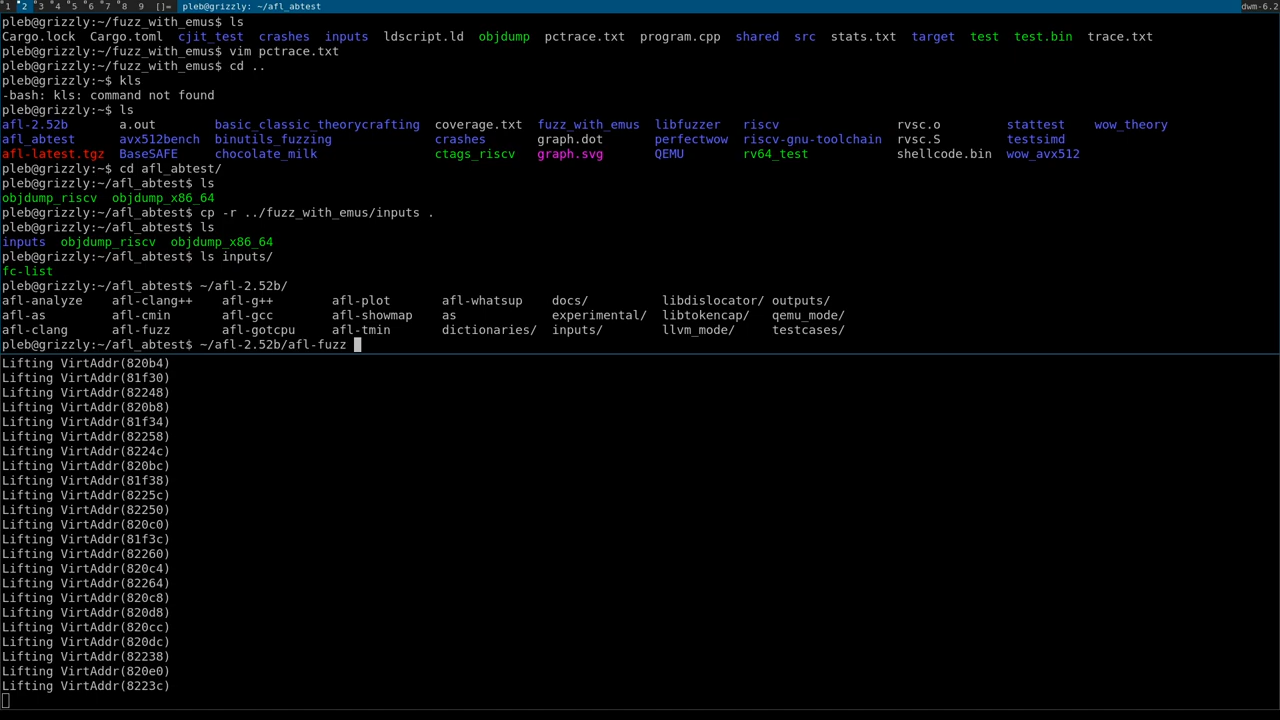 1 2 3 4 5 6 7 8 9 []= pleb@grizzly: ~/afl_abtest dwm-6.2
pleb@grizzly:~/fuzz_with_emus$ ls
Cargo.lock Cargo.toml cjit_test crashes inputs ldscript.ld objdump pctrace.txt program.cpp shared src stats.txt target test test.bin trace.txt
pleb@grizzly:~/fuzz_with_emus$ vim pctrace.txt
pleb@grizzly:~/fuzz_with_emus$ cd ..
pleb@grizzly:~$ kls
-bash: kls: command not found
pleb@grizzly:~$ ls
afl-2.52b a.out basic_classic_theorycrafting coverage.txt fuzz_with_emus libfuzzer riscv rvsc.o stattest wow_theory
afl_abtest avx512bench binutils_fuzzing crashes graph.dot perfectwow riscv-gnu-toolchain rvsc.S testsimd
afl-latest.tgz BaseSAFE chocolate_milk ctags_riscv graph.svg QEMU rv64_test shellcode.bin wow_avx512
pleb@grizzly:~$ cd afl_abtest/
pleb@grizzly:~/afl_abtest$ ls
objdump_riscv objdump_x86_64
pleb@grizzly:~/afl_abtest$ cp -r ../fuzz_with_emus/inputs .
pleb@grizzly:~/afl_abtest$ ls
inputs objdump_riscv objdump_x86_64
pleb@grizzly:~/afl_abtest$ ls inputs/
fc-list
pleb@grizzly:~/afl_abtest$ ~/afl-2.52b/
afl-analyze afl-clang++ afl-g++ afl-plot afl-whatsup docs/ libdislocator/ outputs/
afl-as afl-cmin afl-gcc afl-showmap as experimental/ libtokencap/ qemu_mode/
afl-clang afl-fuzz afl-gotcpu afl-tmin dictionaries/ inputs/ llvm_mode/ testcases/
pleb@grizzly:~/afl_abtest$ ~/afl-2.52b/afl-fuzz
Lifting VirtAddr(820b4)
Lifting VirtAddr(81f30)
Lifting VirtAddr(82248)
Lifting VirtAddr(820b8)
Lifting VirtAddr(81f34)
Lifting VirtAddr(82258)
Lifting VirtAddr(8224c)
Lifting VirtAddr(820bc)
Lifting VirtAddr(81f38)
Lifting VirtAddr(8225c)
Lifting VirtAddr(82250)
Lifting VirtAddr(820c0)
Lifting VirtAddr(81f3c)
Lifting VirtAddr(82260)
Lifting VirtAddr(820c4)
Lifting VirtAddr(82264)
Lifting VirtAddr(820c8)
Lifting VirtAddr(820d8)
Lifting VirtAddr(820cc)
Lifting VirtAddr(820dc)
Lifting VirtAddr(82238)
Lifting VirtAddr(820e0)
Lifting VirtAddr(8223c)